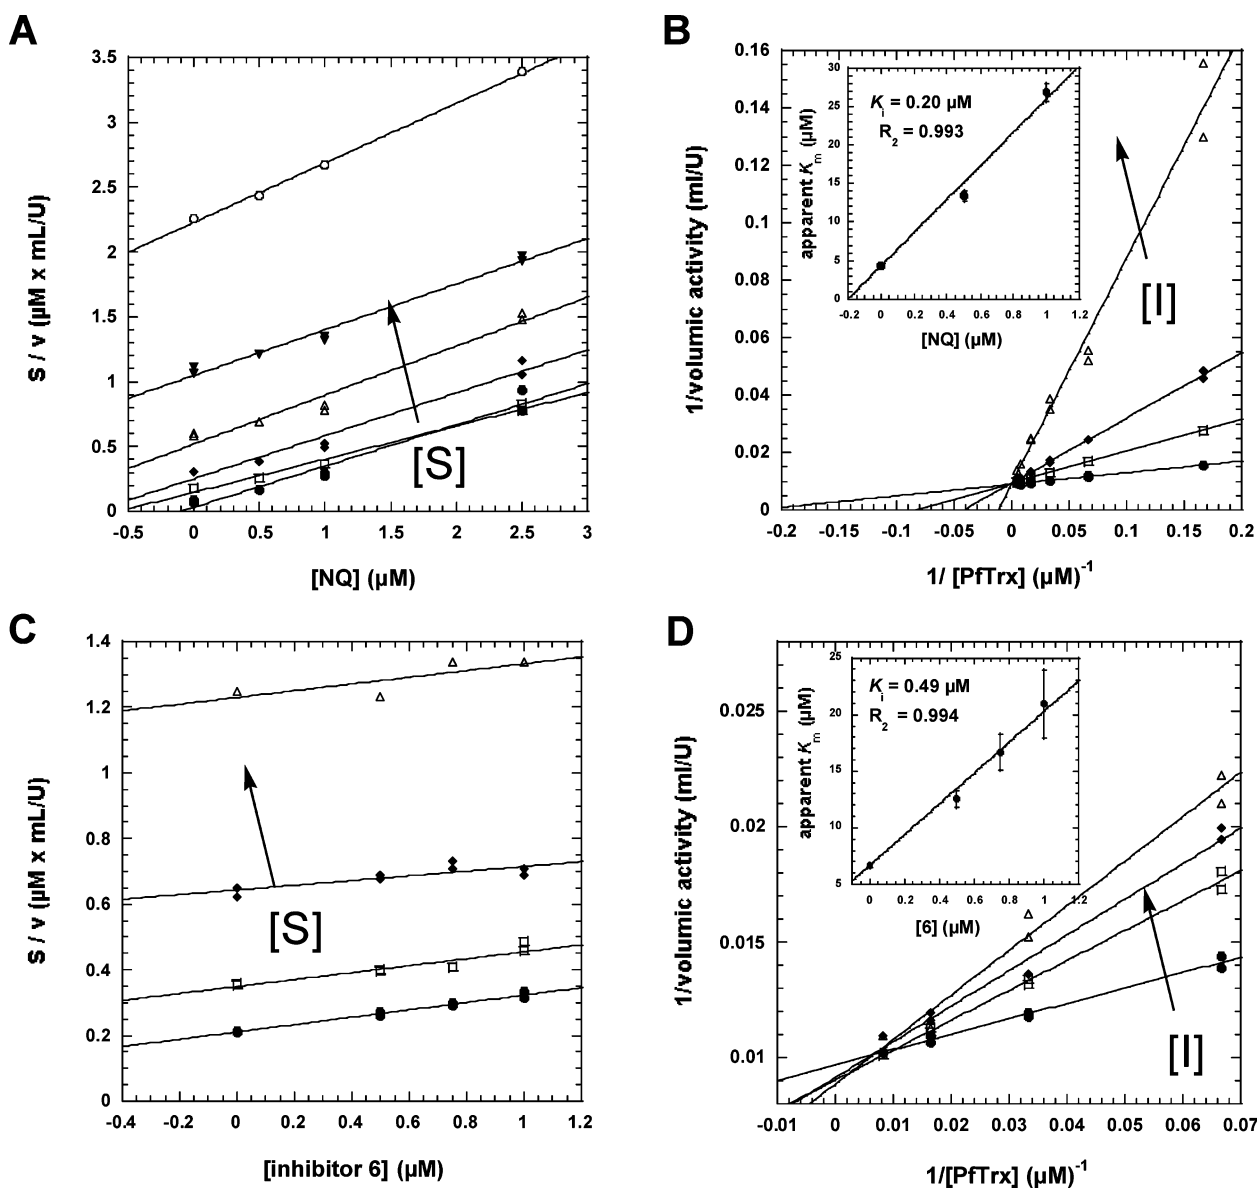 A
3.5
3
2.5
2
1.5
1
0.5
0
S / v (µM x mL/U)
[S]
-0.5 0 0.5 1 1.5 2 2.5 3
[NQ] (µM)
B
0.16
0.14
0.12
0.1
0.08
0.06
0.04
0.02
0
1/volumic activity (ml/U)
30
25
20
15
10
5
0
apparent Km (µM)
Ki = 0.20 µM
R2 = 0.993
-0.2 0 0.2 0.4 0.6 0.8 1 1.2
[NQ] (µM)
[I]
-0.2 -0.15 -0.1 -0.05 0 0.05 0.1 0.15 0.2
1/ [PfTrx] (µM)-1
C
1.4
1.2
1
0.8
0.6
0.4
0.2
0
S / v (µM x mL/U)
[S]
-0.4 -0.2 0 0.2 0.4 0.6 0.8 1 1.2
[inhibitor 6] (µM)
D
0.025
0.02
0.015
0.01
1/volumic activity (ml/U)
25
20
15
10
5
apparent Km (µM)
Ki = 0.49 µM
R2 = 0.994
0 0.2 0.4 0.6 0.8 1 1.2
[6] (µM)
[I]
-0.01 0 0.01 0.02 0.03 0.04 0.05 0.06 0.07
1/[PfTrx] (µM)-1